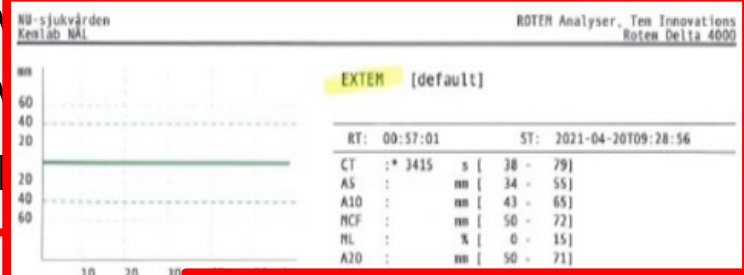 NU-sjukvården
Kemlab NÄL
ROTEM Analyser, Tem Innovations
Rotem Delta 4000
mm
60
40
20
20
40
60
10 20 30
EXTEM [default]
RT: 00:57:01 ST: 2021-04-20T09:28:56
CT :* 3415 s [ 38 - 79]
A5 : mm [ 34 - 55]
A10 : mm [ 43 - 65]
MCF : mm [ 50 - 72]
ML : % [ 0 - 15]
A20 : mm [ 50 - 71]